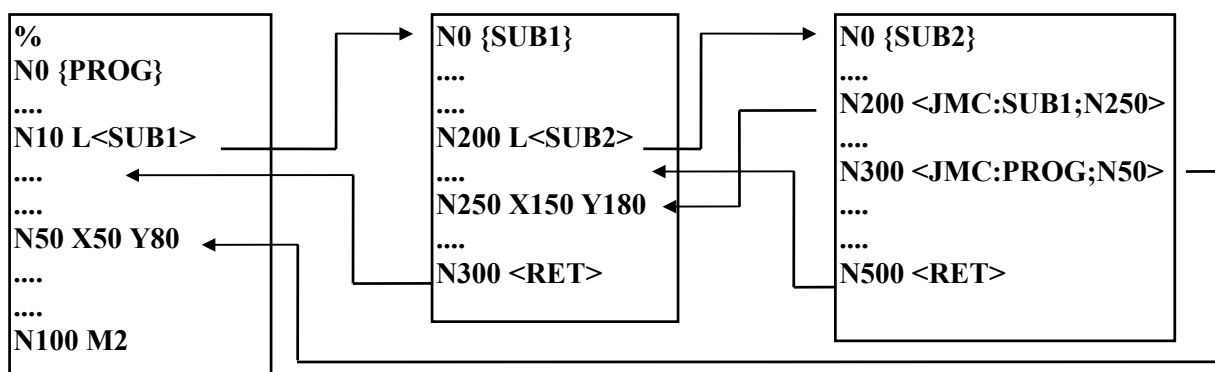 %
N0 {PROG}
....
N10 L<SUB1>
....
....
N50 X50 Y80
....
....
N100 M2
N0 {SUB1}
....
....
N200 L<SUB2>
....
N250 X150 Y180
....
N300 <RET>
N0 {SUB2}
....
N200 <JMC:SUB1;N250>
....
N300 <JMC:PROG;N50>
....
....
N500 <RET>